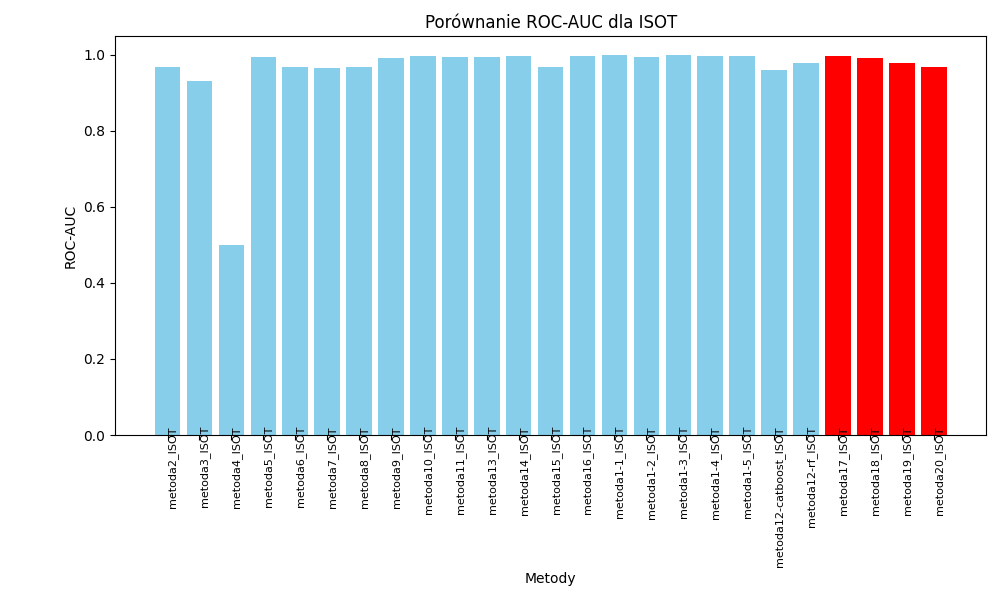 Porównanie ROC-AUC dla ISOT
ROC-AUC
1.0
0.8
0.6
0.4
0.2
0.0
metoda2_ISOT
metoda3_ISOT
metoda4_ISOT
metoda5_ISOT
metoda6_ISOT
metoda7_ISOT
metoda8_ISOT
metoda9_ISOT
metoda10_ISOT
metoda11_ISOT
metoda13_ISOT
metoda14_ISOT
metoda15_ISOT
metoda16_ISOT
metoda1-1_ISOT
metoda1-2_ISOT
metoda1-3_ISOT
metoda1-4_ISOT
metoda1-5_ISOT
metoda12-catboost_ISOT
metoda12-rf_ISOT
metoda17_ISOT
metoda18_ISOT
metoda19_ISOT
metoda20_ISOT
Metody